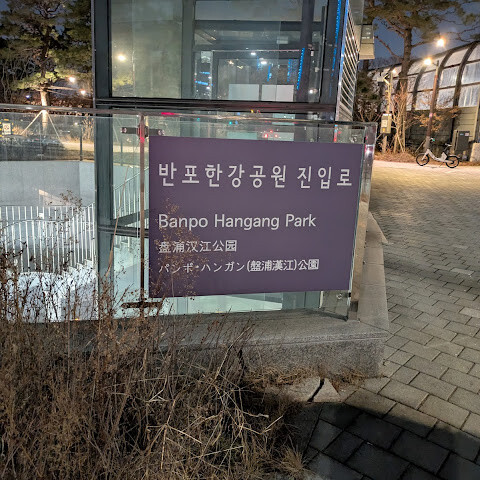 반포한강공원 진입로
Banpo Hangang Park
盘浦汉江公园
バンポ・ハンガン(盤浦漢江)公園